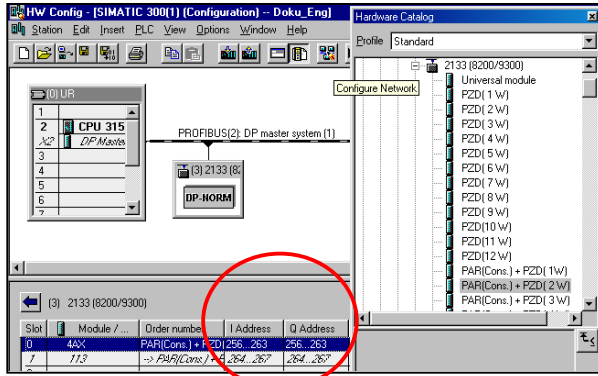 HW Config - [SIMATIC 300(1) (Configuration) -- Doku_Eng]
Station Edit Insert PLC View Options Window Help
Configure Network
(0) UR
1
2 CPU 315
X2 DP Master
3
4
5
6
7
PROFIBUS(2): DP master system (1)
(3) 2133 (82
DP-NORM
(3) 2133 (8200/9300)
Slot Module / ... Order number I Address Q Address
0 4AX PAR(Cons.) + PZD( 256...263 256...263
1 113 -> PAR(Cons.) + P 264...267 264...267
Hardware Catalog
Profile Standard
2133 (8200/9300)
Universal module
PZD( 1 W)
PZD( 2 W)
PZD( 3 W)
PZD( 4 W)
PZD( 5 W)
PZD( 6 W)
PZD( 7 W)
PZD( 8 W)
PZD( 9 W)
PZD(10 W)
PZD(11 W)
PZD(12 W)
PAR(Cons.) + PZD( 1W)
PAR(Cons.) + PZD( 2 W)
PAR(Cons.) + PZD( 3 W)